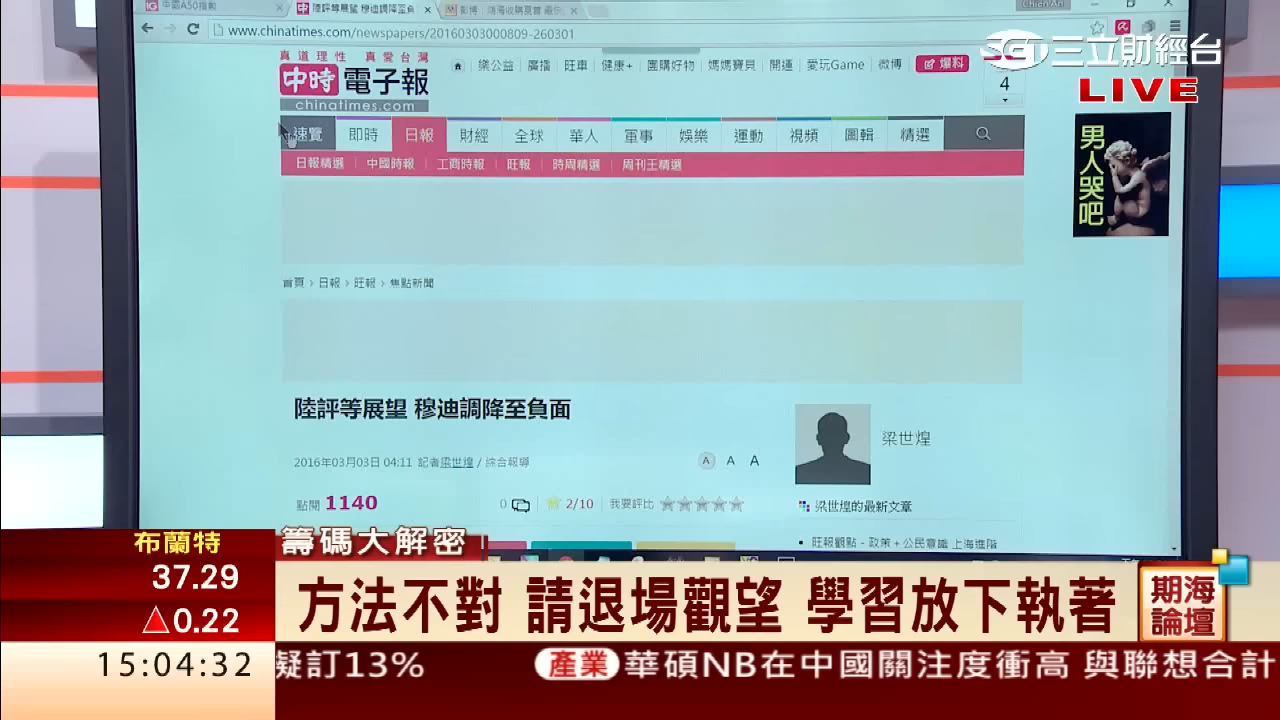 中國A50指數
陸評等展望 穆迪調降至負
www.chinatimes.com/newspapers/20160303000809-260301
真道理性 真愛台灣
中時電子報
chinatimes.com
樂公益 廣播 旺車 健康+ 團購好物 媽媽寶貝 開運 愛玩Game 微博 爆料
4
三立財經台
LIVE
速覽 即時 日報 財經 全球 華人 軍事 娛樂 運動 視頻 圖輯 精選
日報精選 中國時報 工商時報 旺報 時周精選 周刊王精選
男人哭吧
首頁 › 日報 › 旺報 › 焦點新聞
陸評等展望 穆迪調降至負面
梁世煌
2016年03月03日 04:11 記者梁世煌 / 綜合報導
A A A
點閱 1140
0 2/10 我要評比
梁世煌的最新文章
旺報觀點－政策＋公民意識 上海進階
布蘭特
37.29
△0.22
籌碼大解密
方法不對 請退場觀望 學習放下執著
期海論壇
15:04:32
擬訂13%
產業 華碩NB在中國關注度衝高 與聯想合計